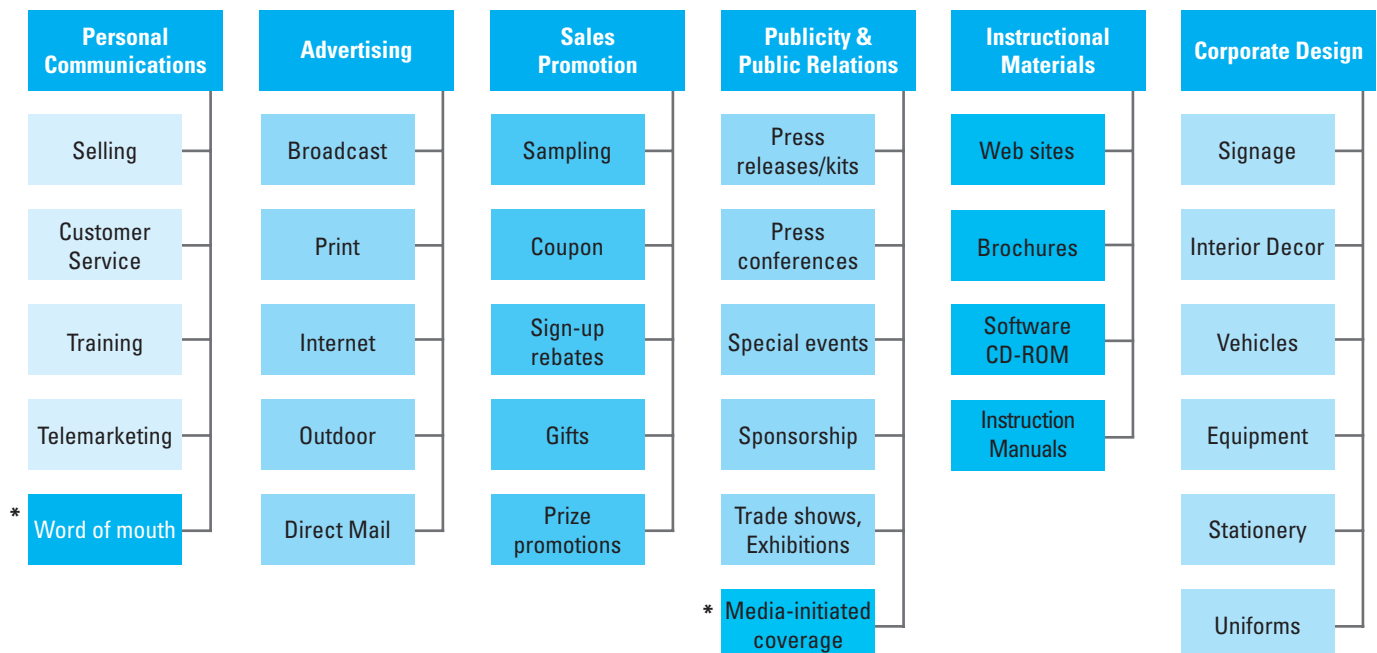 Personal
Communications
Selling
Customer
Service
Training
Telemarketing
*
Word of mouth
Advertising
Broadcast
Print
Internet
Outdoor
Direct Mail
Sales
Promotion
Sampling
Coupon
Sign-up
rebates
Gifts
Prize
promotions
Publicity &
Public Relations
Press
releases/kits
Press
conferences
Special events
Sponsorship
Trade shows,
Exhibitions
*
Media-initiated
coverage
Instructional
Materials
Web sites
Brochures
Software
CD-ROM
Instruction
Manuals
Corporate Design
Signage
Interior Decor
Vehicles
Equipment
Stationery
Uniforms